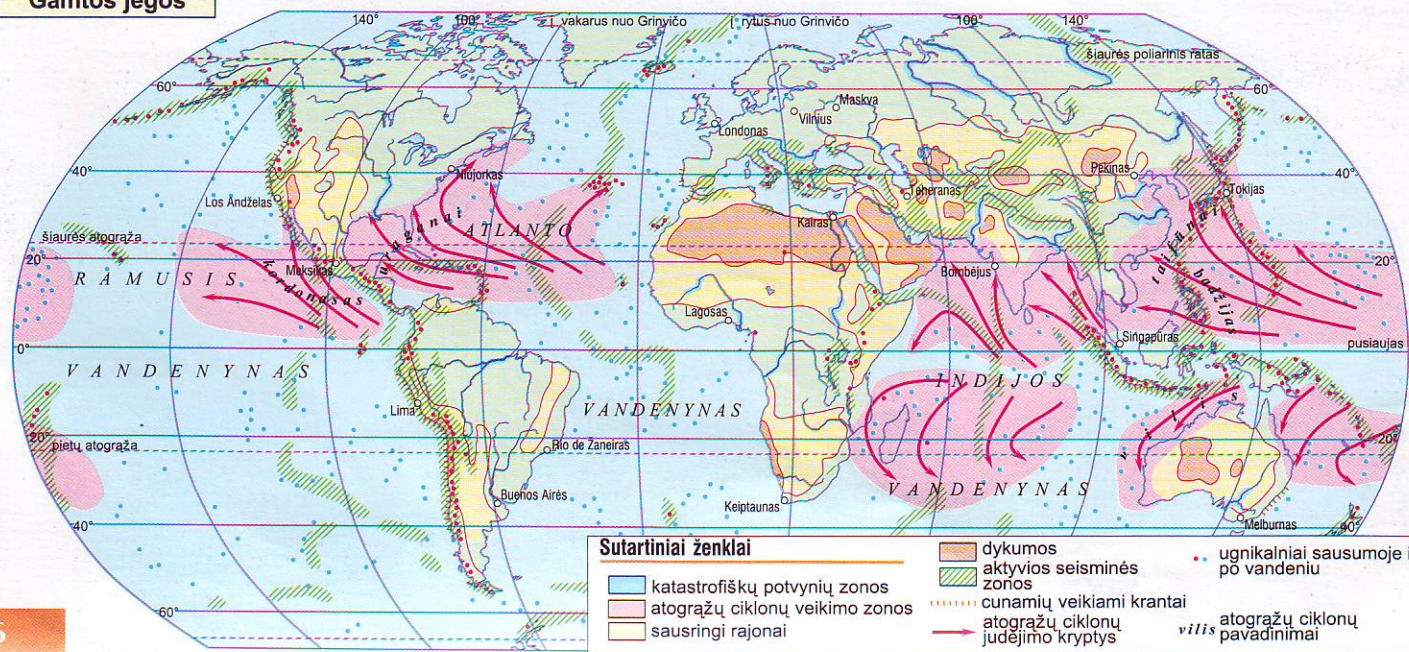 Gamtos jėgos
140°
100°
į vakarus nuo Grinvičo
į rytus nuo Grinvičo
100°
140°
šiaurės poliarinis ratas
60°
60°
Maskva
Vilnius
Londonas
40°
Niujorkas
Pekinas
40°
Teheranas
Tokijas
Los Andželas
Kairas
uraganai
ATLANTO
taifūnai
šiaurės atogrąža
20°
Meksikas
Bombėjus
20°
RAMUSIS
kordonasas
badžijas
Lagosas
Singapūras
0°
pusiaujas
VANDENYNAS
INDIJOS
Lima
VANDENYNAS
vilis
20°
pietų atogrąža
Rio de Žaneiras
20°
Buenos Airės
Keiptaunas
VANDENYNAS
40°
Melburnas
40°
60°
Sutartiniai ženklai
katastrofiškų potvynių zonos
atogrąžų ciklonų veikimo zonos
sausringi rajonai
dykumos
aktyvios seisminės
zonos
cunamių veikiami krantai
atogrąžų ciklonų
judėjimo kryptys
ugnikalniai sausumoje
po vandeniu
vilis atogrąžų ciklonų
pavadinimai